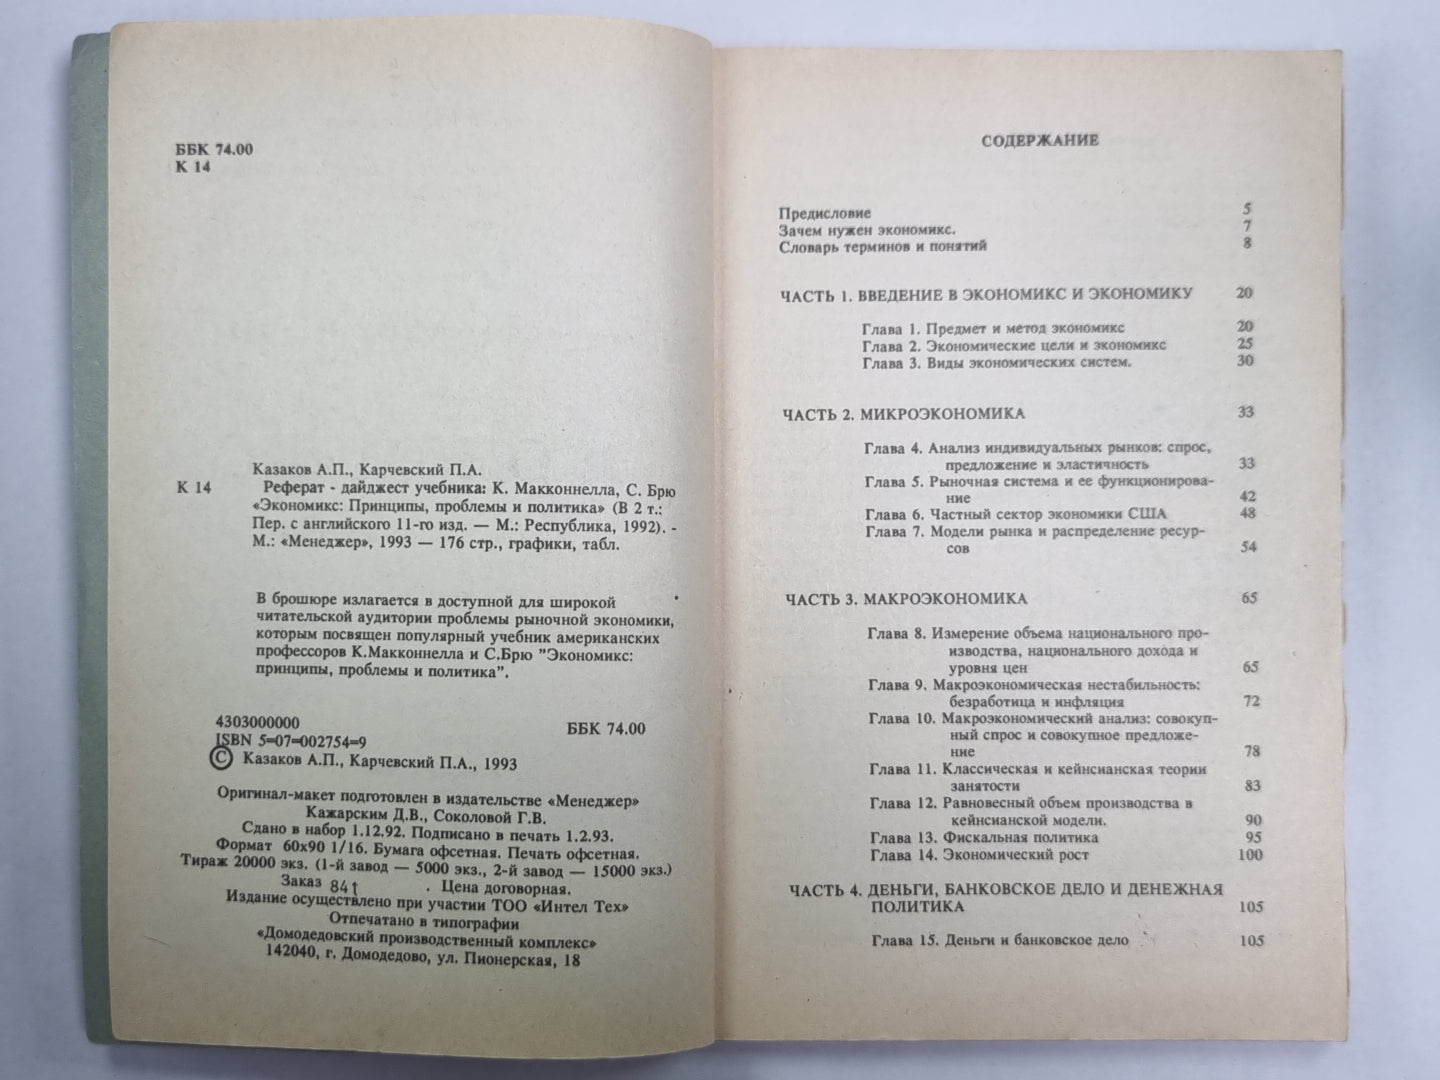 ББК 74.00
К 14
Казаков А.П., Карчевский П.А.
К 14 Реферат - дайджест учебника: К. Макконнелла, С. Брю
«Экономикс: Принципы, проблемы и политика» (В 2 т.:
Пер. с английского 11-го изд. — М.: Республика, 1992). -
М.: «Менеджер», 1993 — 176 стр., графики, табл.
В брошюре излагается в доступной для широкой
читательской аудитории проблемы рыночной экономики,
которым посвящен популярный учебник американских
профессоров К.Макконнелла и С.Брю "Экономикс:
принципы, проблемы и политика".
4303000000 ББК 74.00
ISBN 5=07=002754=9
© Казаков А.П., Карчевский П.А., 1993
Оригинал-макет подготовлен в издательстве «Менеджер»
Кажарским Д.В., Соколовой Г.В.
Сдано в набор 1.12.92. Подписано в печать 1.2.93.
Формат 60x90 1/16. Бумага офсетная. Печать офсетная.
Тираж 20000 экз. (1-й завод — 5000 экз., 2-й завод — 15000 экз.)
Заказ 841 . Цена договорная.
Издание осуществлено при участии ТОО «Интел Тех»
Отпечатано в типографии
«Домодедовский производственный комплекс»
142040, г. Домодедово, ул. Пионерская, 18
СОДЕРЖАНИЕ
Предисловие 5
Зачем нужен экономикс. 7
Словарь терминов и понятий 8
ЧАСТЬ 1. ВВЕДЕНИЕ В ЭКОНОМИКС И ЭКОНОМИКУ 20
Глава 1. Предмет и метод экономикс 20
Глава 2. Экономические цели и экономикс 25
Глава 3. Виды экономических систем. 30
ЧАСТЬ 2. МИКРОЭКОНОМИКА 33
Глава 4. Анализ индивидуальных рынков: спрос,
предложение и эластичность 33
Глава 5. Рыночная система и ее функционирова-
ние 42
Глава 6. Частный сектор экономики США 48
Глава 7. Модели рынка и распределение ресур-
сов 54
ЧАСТЬ 3. МАКРОЭКОНОМИКА 65
Глава 8. Измерение объема национального про-
изводства, национального дохода и
уровня цен 65
Глава 9. Макроэкономическая нестабильность:
безработица и инфляция 72
Глава 10. Макроэкономический анализ: совокуп-
ный спрос и совокупное предложе-
ние 78
Глава 11. Классическая и кейнсианская теории
занятости 83
Глава 12. Равновесный объем производства в
кейнсианской модели. 90
Глава 13. Фискальная политика 95
Глава 14. Экономический рост 100
ЧАСТЬ 4. ДЕНЬГИ, БАНКОВСКОЕ ДЕЛО И ДЕНЕЖНАЯ
ПОЛИТИКА 105
Глава 15. Деньги и банковское дело 105